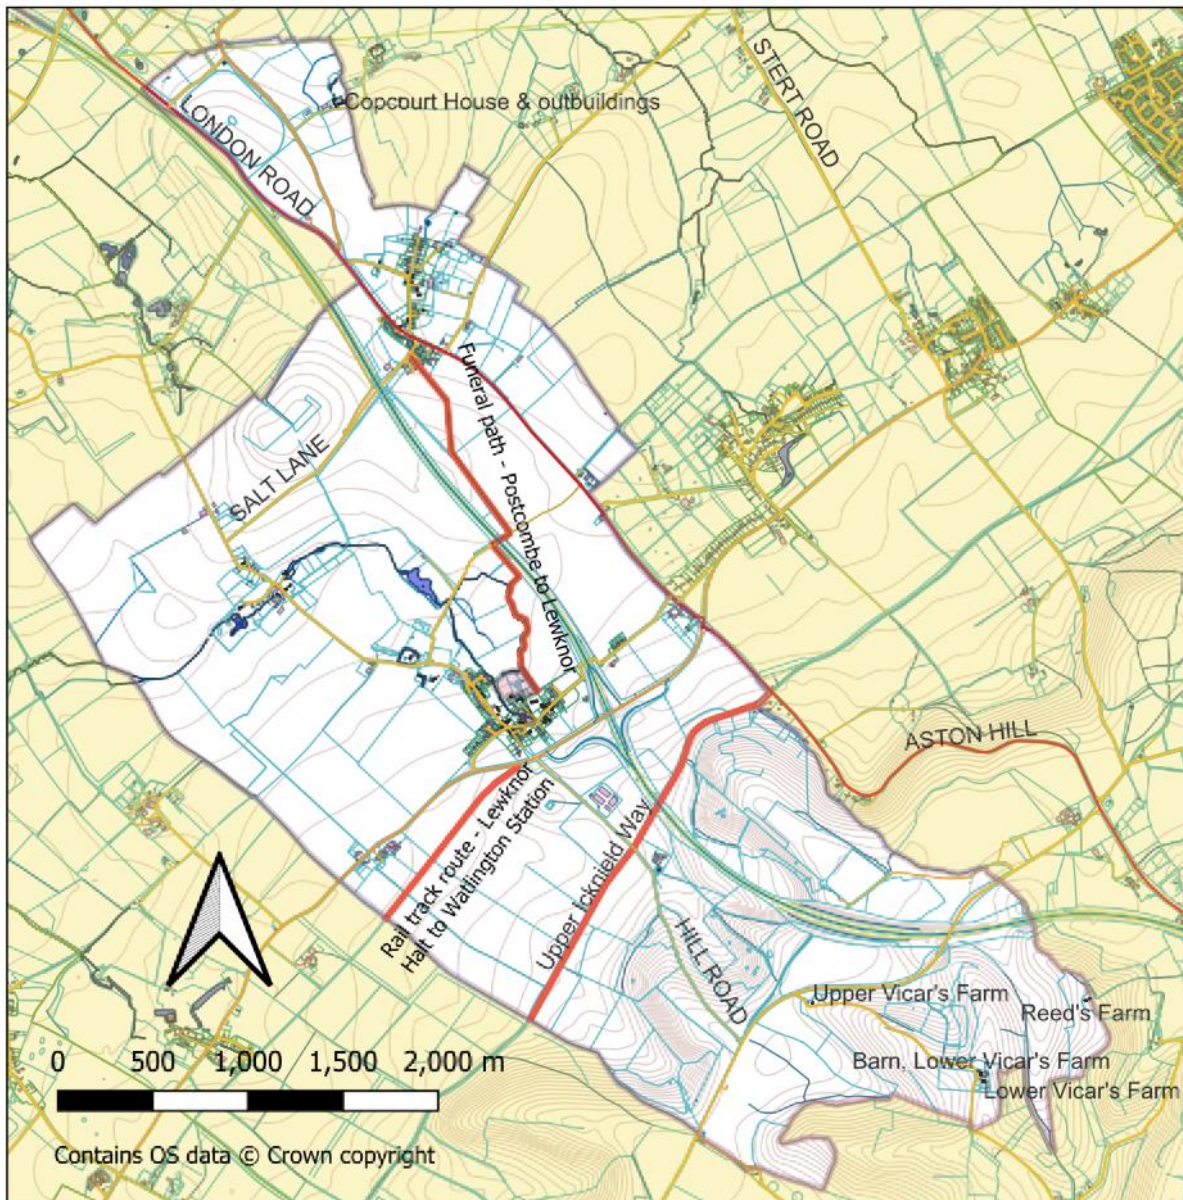 STERT ROAD
Copcourt House & outbuildings
LONDON ROAD
Funeral path - Postcombe to Lewknor
SALT LANE
ASTON HILL
Rail track route - Lewknor
Halt to Watlington Station
Upper Icknield Way
HILL ROAD
Upper Vicar's Farm
Reed's Farm
Barn, Lower Vicar's Farm
Lower Vicar's Farm
0 500 1,000 1,500 2,000 m
Contains OS data © Crown copyright